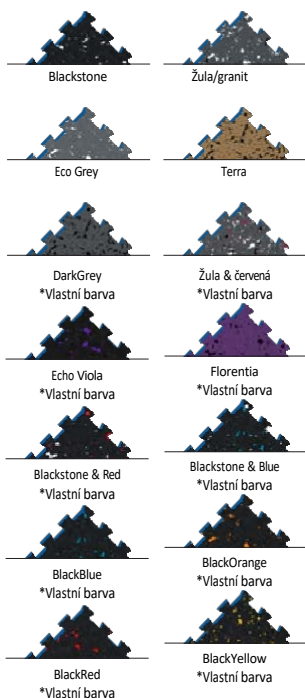 Blackstone
Žula/granit
Eco Grey
Terra
DarkGrey
*Vlastní barva
Žula & červená
*Vlastní barva
Echo Viola
*Vlastní barva
Florentia
*Vlastní barva
Blackstone & Red
*Vlastní barva
Blackstone & Blue
*Vlastní barva
BlackBlue
*Vlastní barva
BlackOrange
*Vlastní barva
BlackRed
*Vlastní barva
BlackYellow
*Vlastní barva